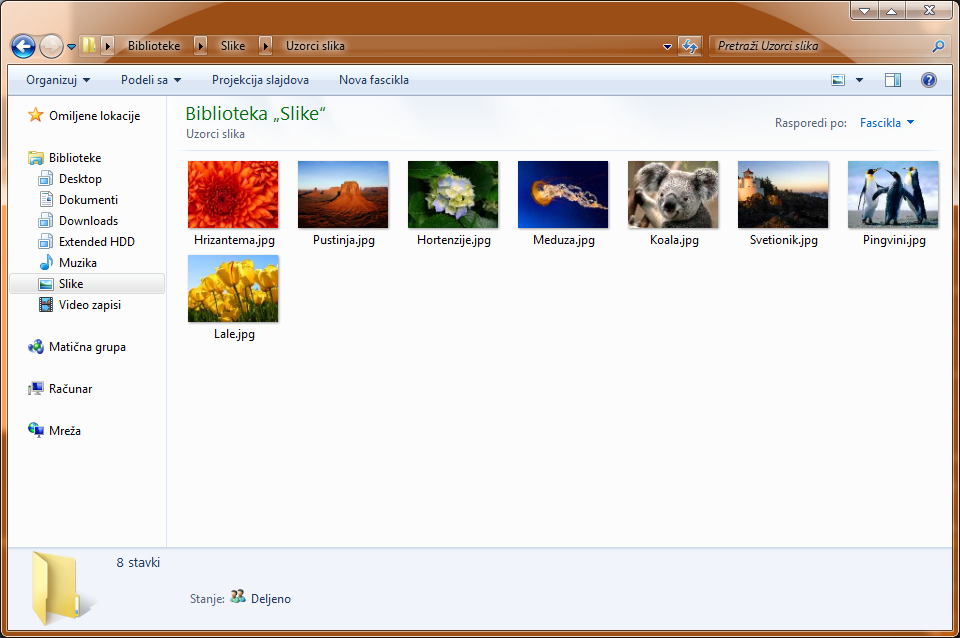 Biblioteke Slike Uzorci slika Pretraži Uzorci slika
Organizuj Podeli sa Projekcija slajdova Nova fascikla
Omiljene lokacije
Biblioteke
Desktop
Dokumenti
Downloads
Extended HDD
Muzika
Slike
Video zapisi
Matična grupa
Računar
Mreža
Biblioteka „Slike“
Uzorci slika
Rasporedi po: Fascikla
Hrizantema.jpg Pustinja.jpg Hortenzije.jpg Meduza.jpg Koala.jpg Svetionik.jpg Pingvini.jpg
Lale.jpg
8 stavki
Stanje: Deljeno